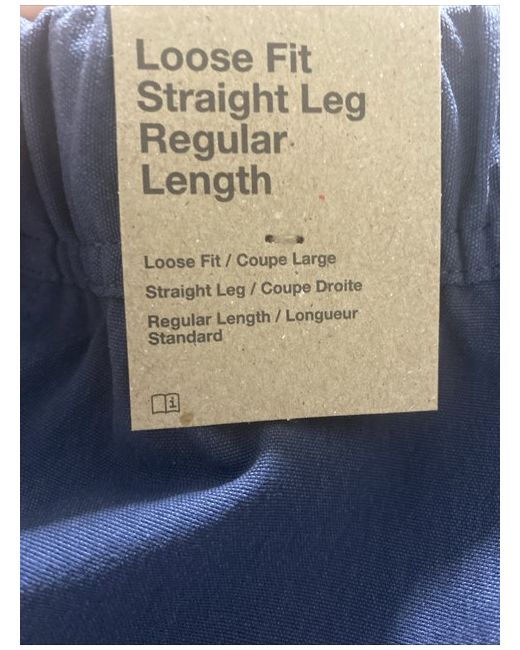 Loose Fit
Straight Leg
Regular
Length
Loose Fit / Coupe Large
Straight Leg / Coupe Droite
Regular Length / Longueur
Standard
i